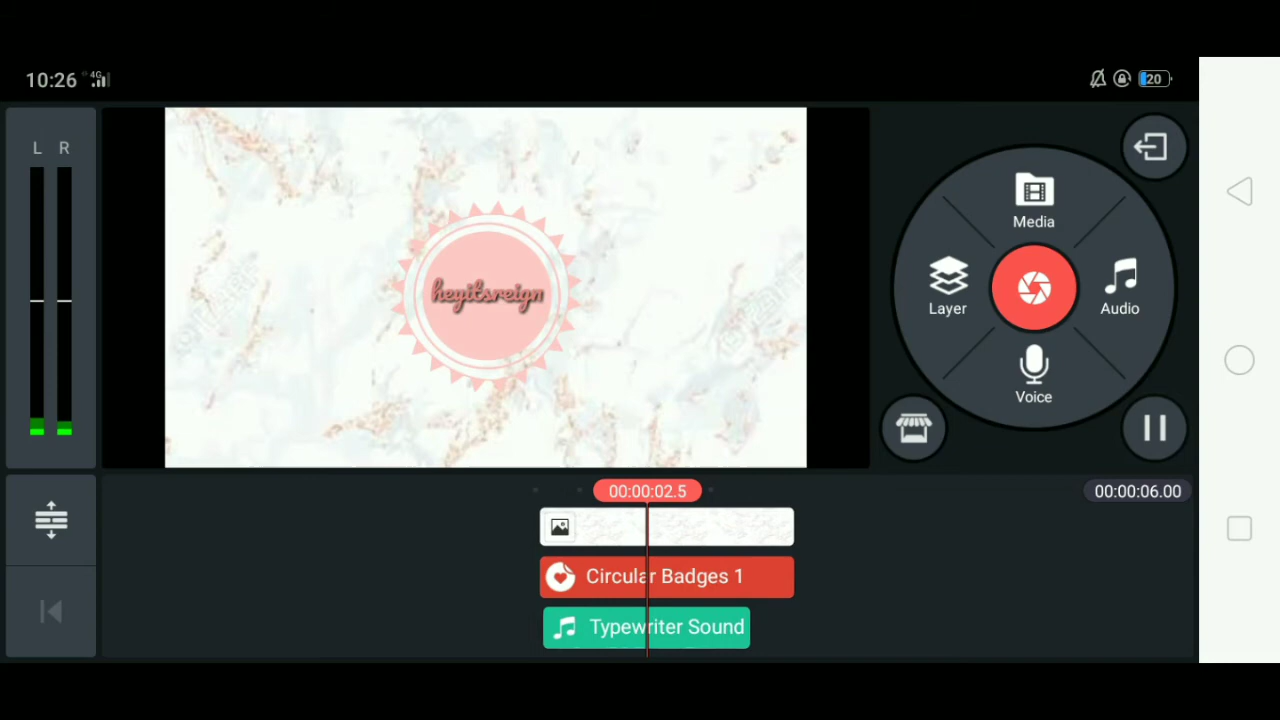 10:26 4G
20
L R
Media
Layer
Audio
Voice
heyitsreign
00:00:02.5
00:00:06.00
Circular Badges 1
Typewriter Sound